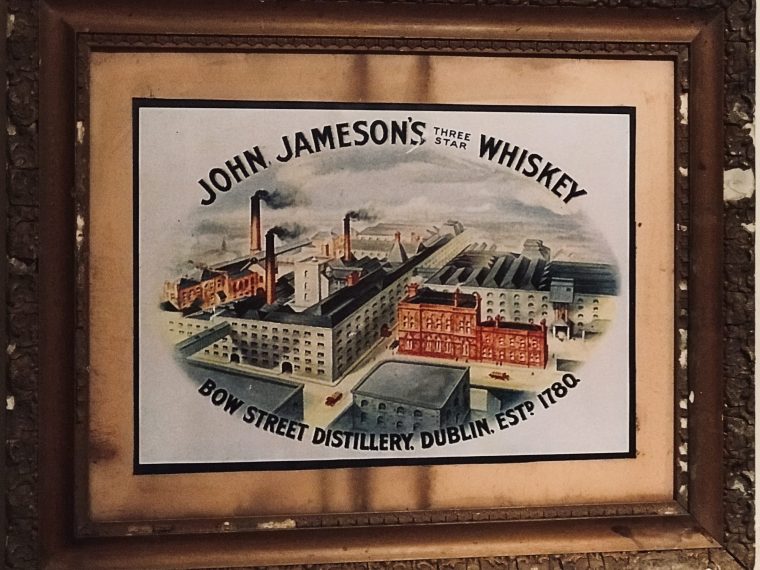 JOHN JAMESON'S THREE STAR WHISKEY
BOW STREET DISTILLERY, DUBLIN, ESTD 1780